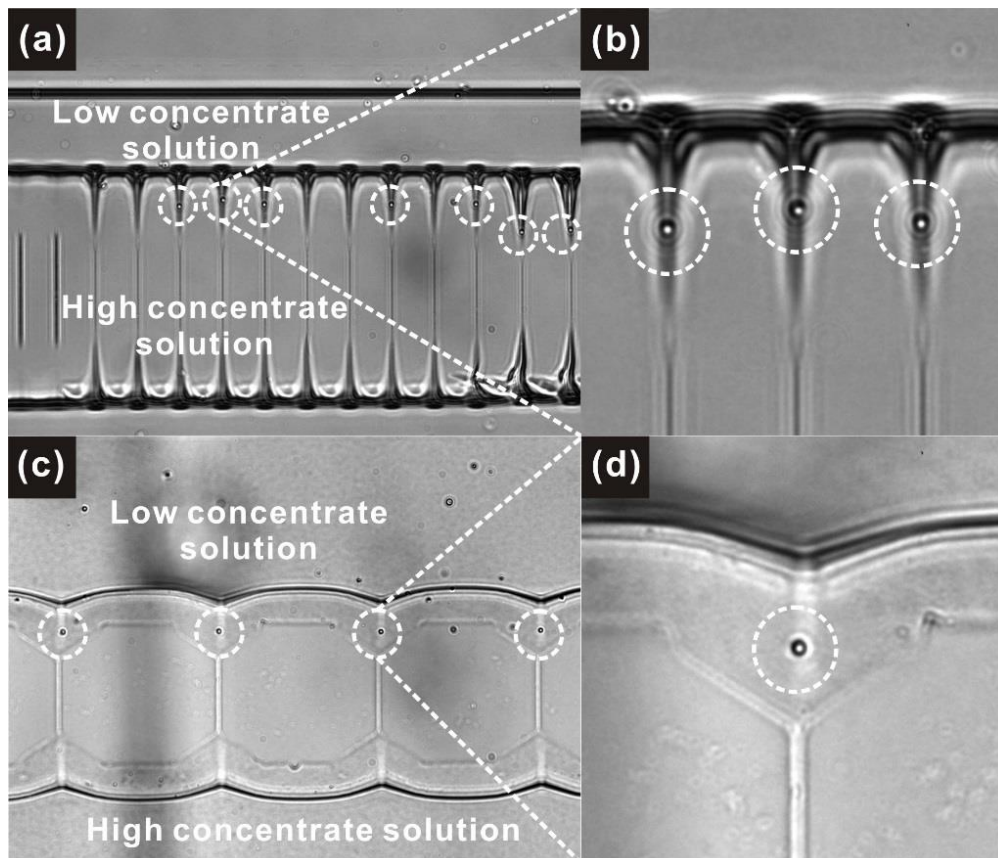 (a)
Low concentrate
solution
High concentrate
solution
(b)
(c)
Low concentrate
solution
High concentrate solution
(d)